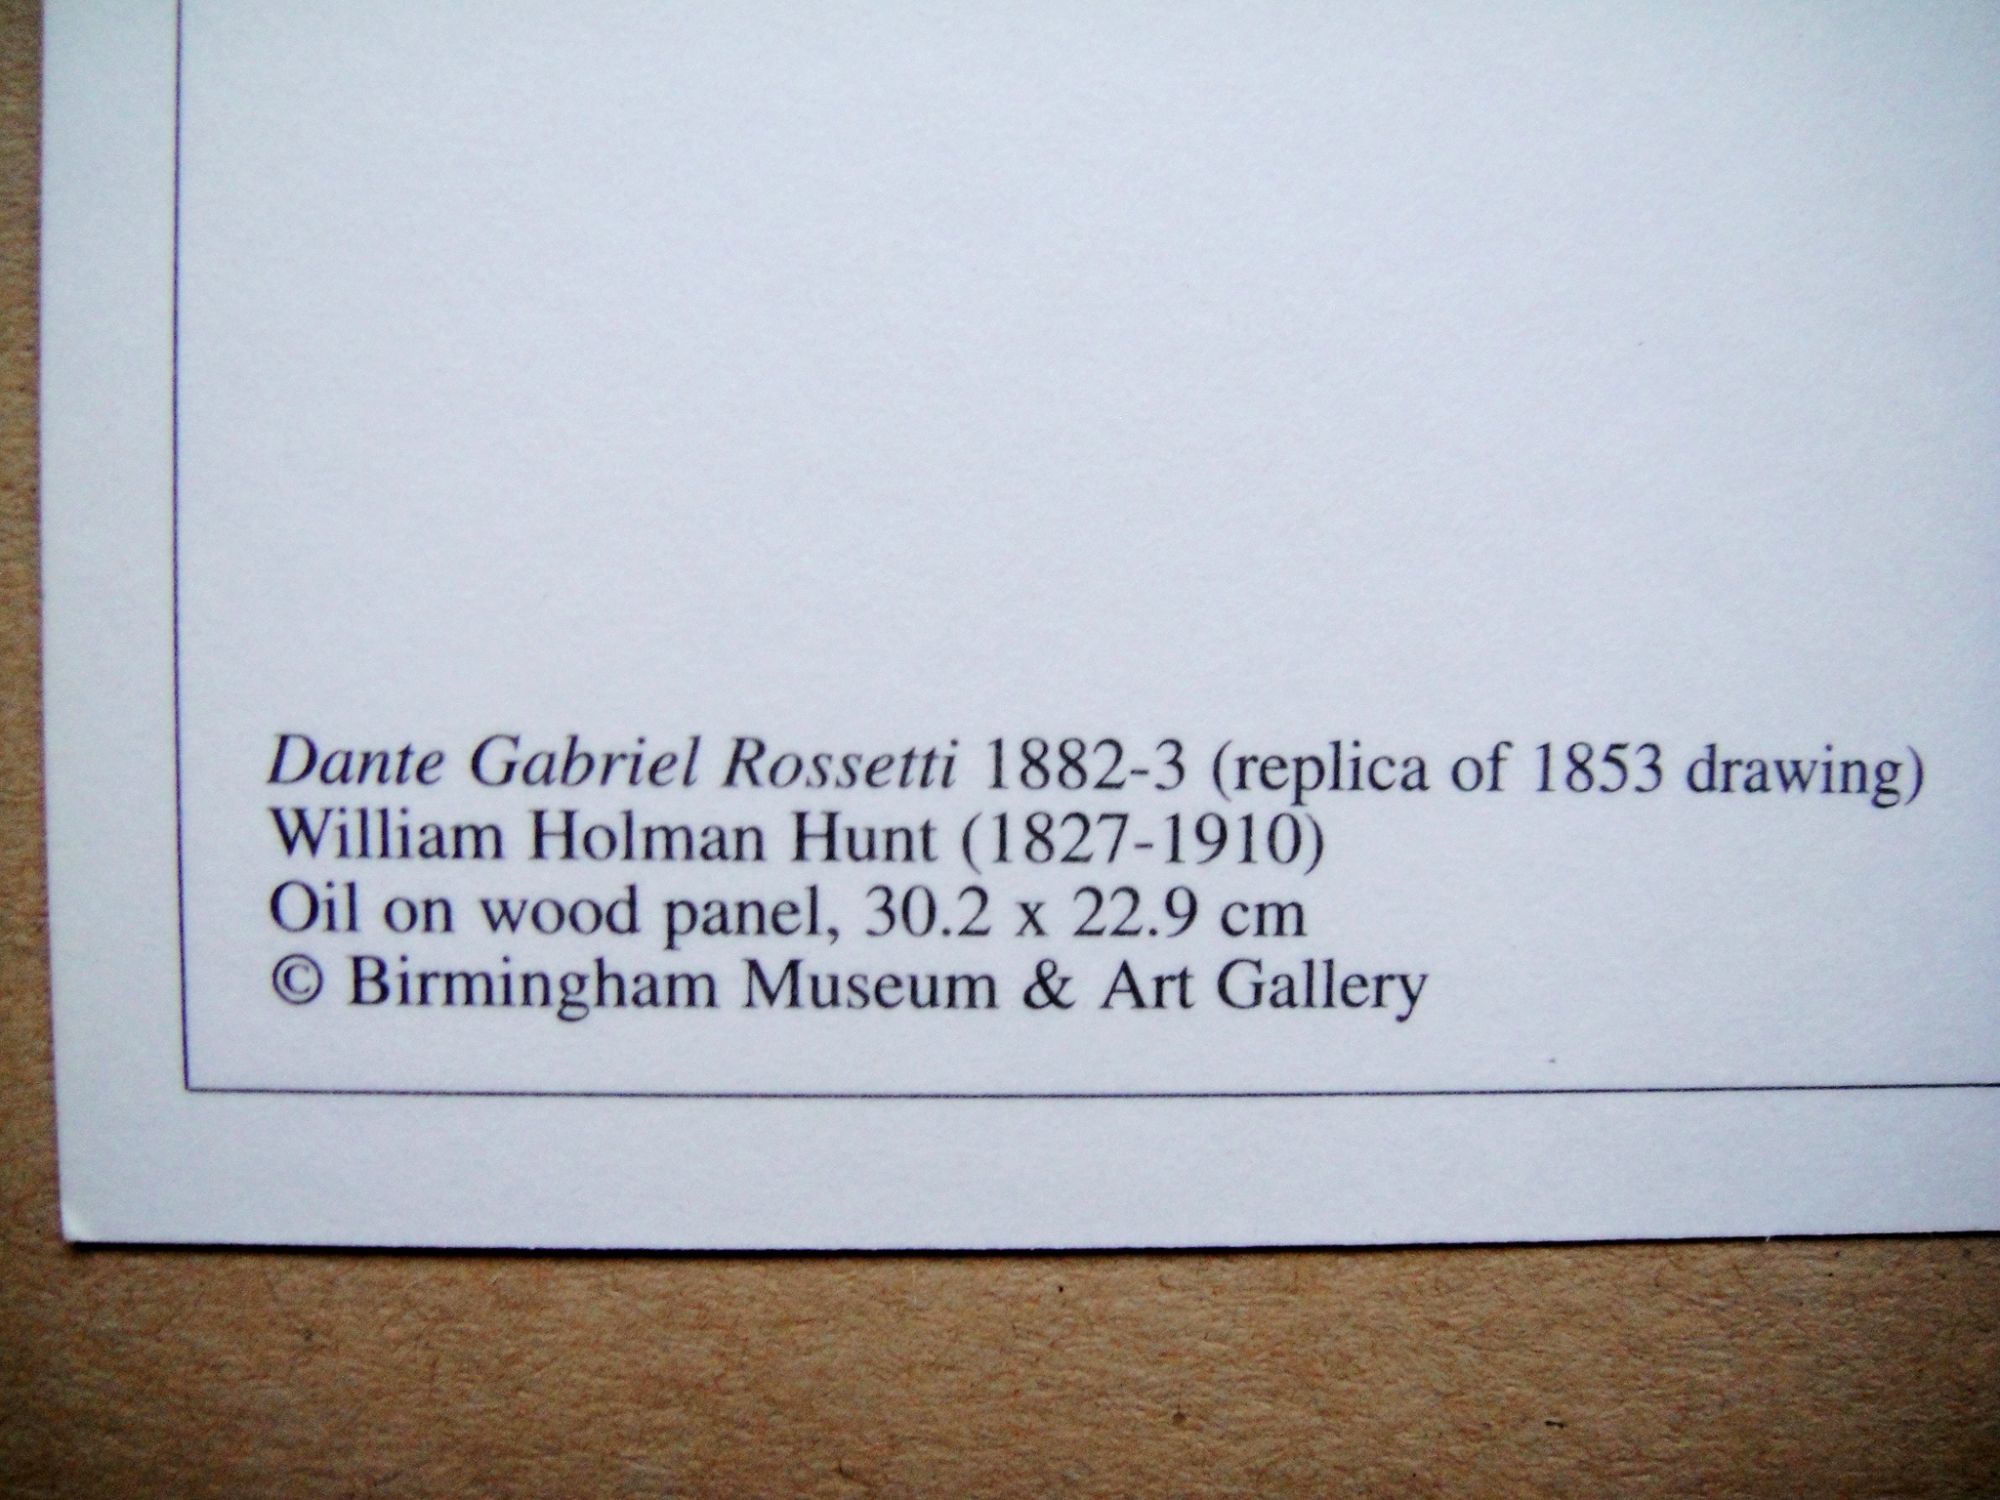 Dante Gabriel Rossetti 1882-3 (replica of 1853 drawing)
William Holman Hunt (1827-1910)
Oil on wood panel, 30.2 x 22.9 cm
© Birmingham Museum & Art Gallery